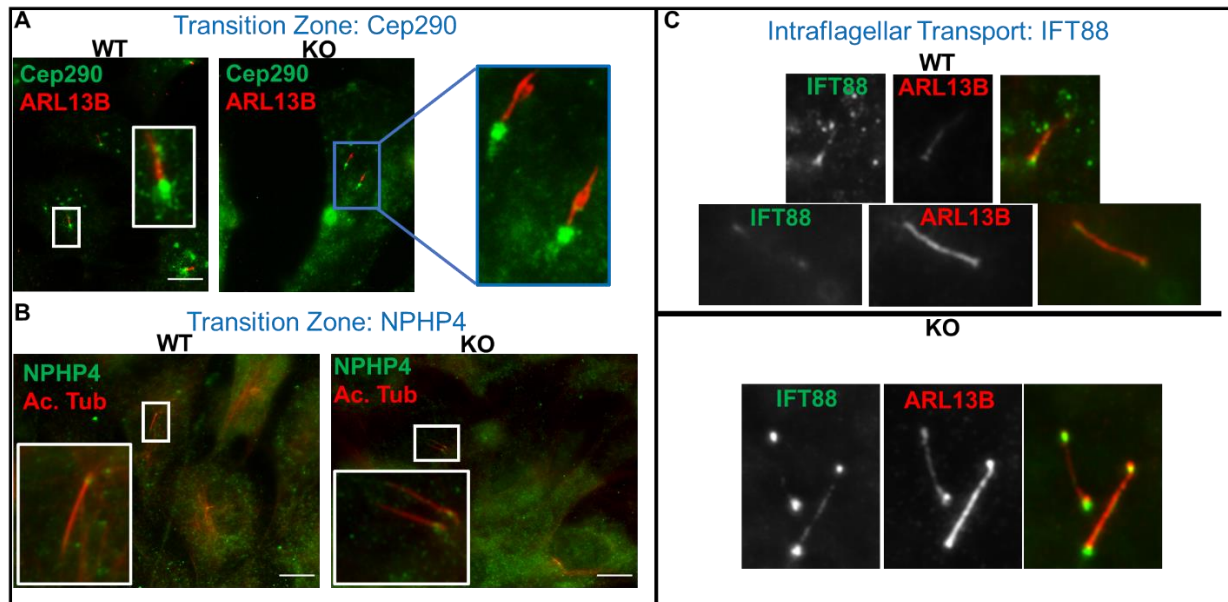 A
Transition Zone: Cep290
WT
KO
Cep290
ARL13B
Cep290
ARL13B
B
Transition Zone: NPHP4
WT
KO
NPHP4
Ac. Tub
NPHP4
Ac. Tub
C
Intraflagellar Transport: IFT88
WT
IFT88
ARL13B
IFT88
ARL13B
KO
IFT88
ARL13B